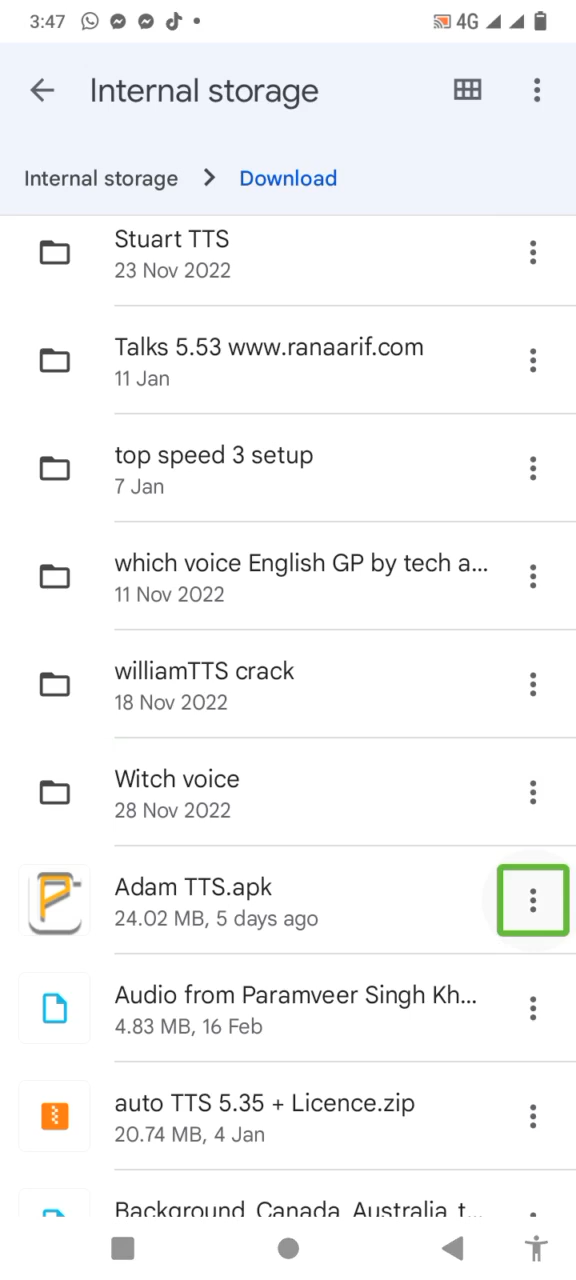 3:47
4G
Internal storage
Internal storage > Download
Stuart TTS
23 Nov 2022
Talks 5.53 www.ranaarif.com
11 Jan
top speed 3 setup
7 Jan
which voice English GP by tech a...
11 Nov 2022
williamTTS crack
18 Nov 2022
Witch voice
28 Nov 2022
Adam TTS.apk
24.02 MB, 5 days ago
Audio from Paramveer Singh Kh...
4.83 MB, 16 Feb
auto TTS 5.35 + Licence.zip
20.74 MB, 4 Jan
Background, Canada, Australia, t...